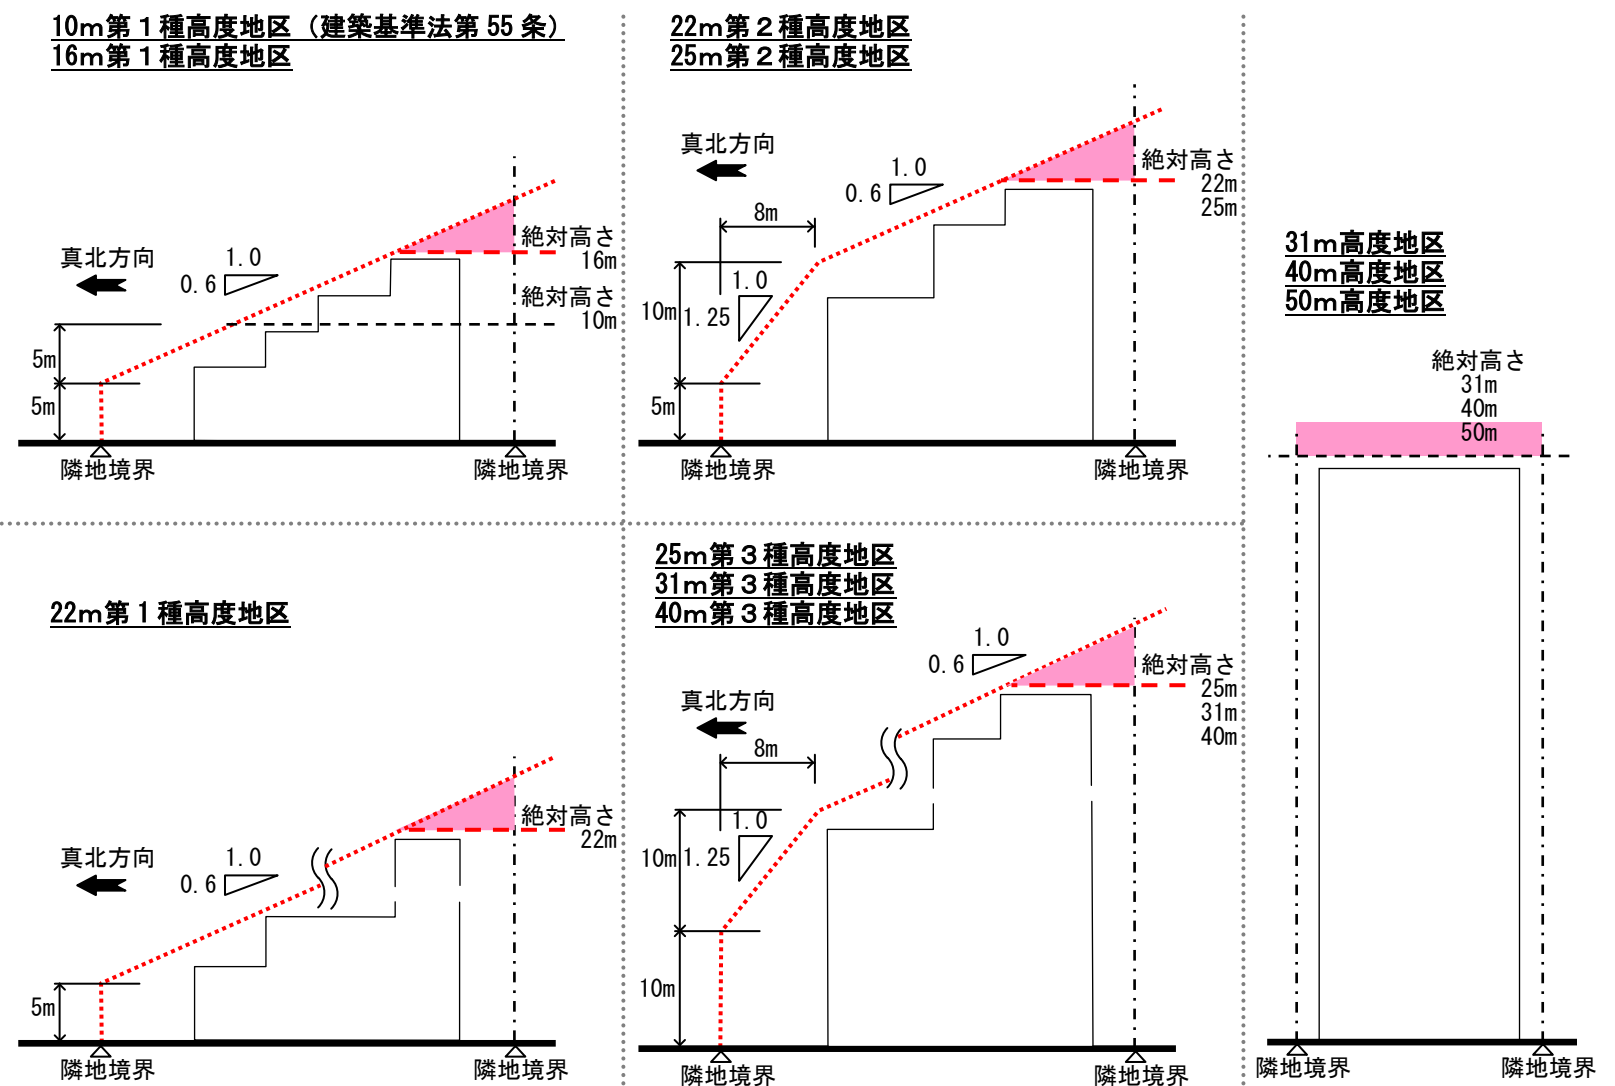 10ｍ第１種高度地区（建築基準法第 55 条）
16ｍ第１種高度地区
真北方向
1.0
0.6
絶対高さ
16m
絶対高さ
10m
5m
5m
隣地境界
隣地境界
22ｍ第２種高度地区
25ｍ第２種高度地区
真北方向
1.0
0.6
8m
絶対高さ
22m
25m
1.0
1.25
10m
5m
隣地境界
隣地境界
22ｍ第１種高度地区
真北方向
1.0
0.6
絶対高さ
22m
5m
隣地境界
隣地境界
25ｍ第３種高度地区
31ｍ第３種高度地区
40ｍ第３種高度地区
真北方向
1.0
0.6
8m
絶対高さ
25m
31m
40m
1.0
1.25
10m
10m
隣地境界
隣地境界
31ｍ高度地区
40ｍ高度地区
50ｍ高度地区
絶対高さ
31m
40m
50m
隣地境界
隣地境界